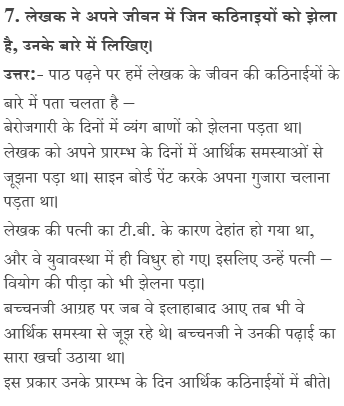 7. लेखक ने अपने जीवन में जिन कठिनाइयों को झेला
है, उनके बारे में लिखिए।
उत्तर:- पाठ पढ़ने पर हमें लेखक के जीवन की कठिनाईयों के
बारे में पता चलता है –
बेरोजगारी के दिनों में व्यंग बाणों को झेलना पड़ता था।
लेखक को अपने प्रारम्भ के दिनों में आर्थिक समस्याओं से
जूझना पड़ा था। साइन बोर्ड पेंट करके अपना गुजारा चलाना
पड़ता था।
लेखक की पत्नी का टी.बी. के कारण देहांत हो गया था,
और वे युवावस्था में ही विधुर हो गए। इसलिए उन्हें पत्नी –
वियोग की पीड़ा को भी झेलना पड़ा।
बच्चनजी आग्रह पर जब वे इलाहाबाद आए तब भी वे
आर्थिक समस्या से जूझ रहे थे। बच्चनजी ने उनकी पढ़ाई का
सारा खर्चा उठाया था।
इस प्रकार उनके प्रारम्भ के दिन आर्थिक कठिनाईयों में बीते।